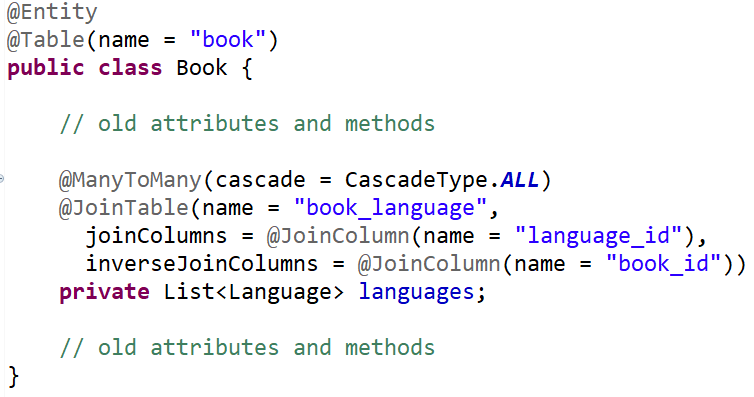 @Entity
@Table(name = "book")
public class Book {
// old attributes and methods
@ManyToMany(cascade = CascadeType.ALL)
@JoinTable(name = "book_language",
joinColumns = @JoinColumn(name = "language_id"),
inverseJoinColumns = @JoinColumn(name = "book_id"))
private List<Language> languages;
// old attributes and methods
}